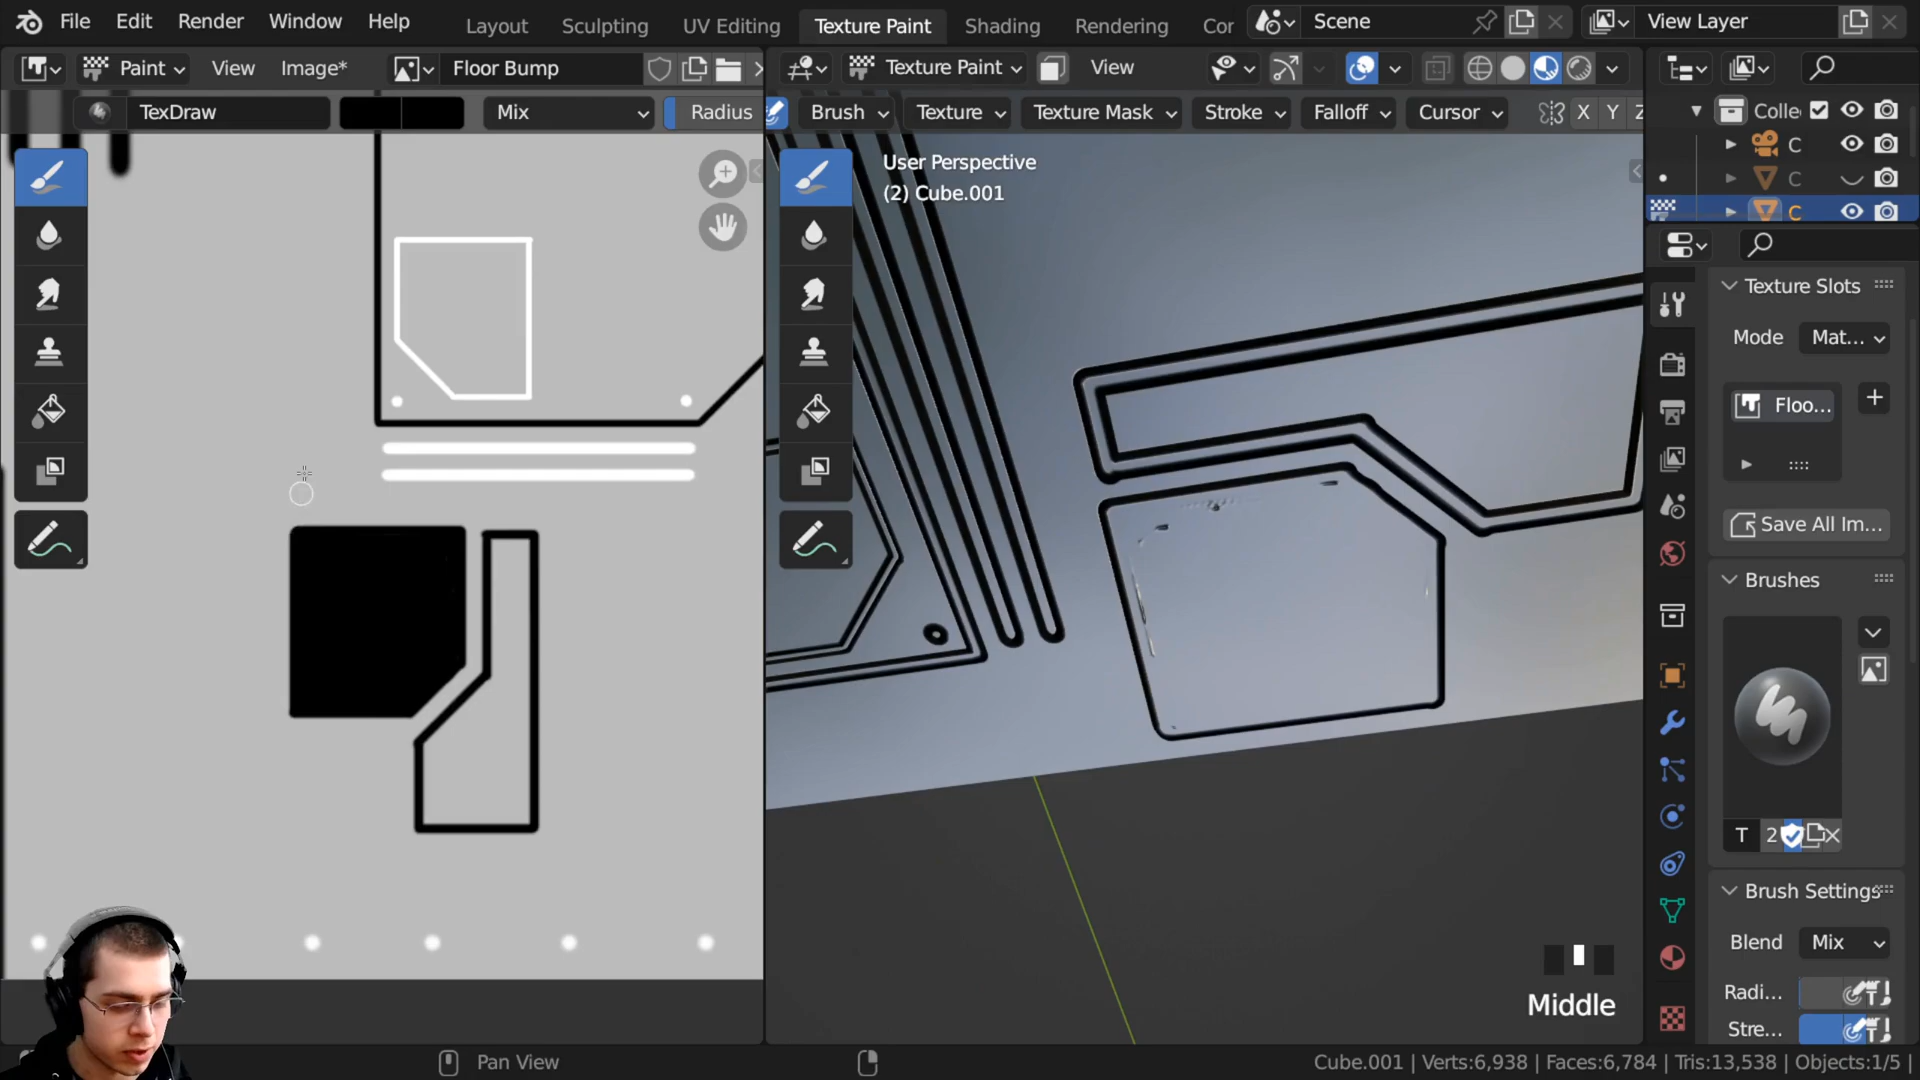 File Edit Render Window Help Layout Sculpting UV Editing Texture Paint Shading Rendering Cor Scene View Layer
Paint View Image* Floor Bump Texture Paint View
TexDraw Mix Radius Brush Texture Texture Mask Stroke Falloff Cursor X Y Z
Colle
C
C
C
User Perspective
(2) Cube.001
Texture Slots
Mode Mat...
Floo...
Save All Im...
Brushes
T 2
Brush Settings
Blend Mix
Radi...
Stre...
Middle
Pan View Cube.001 | Verts:6,938 | Faces:6,784 | Tris:13,538 | Objects:1/5 |